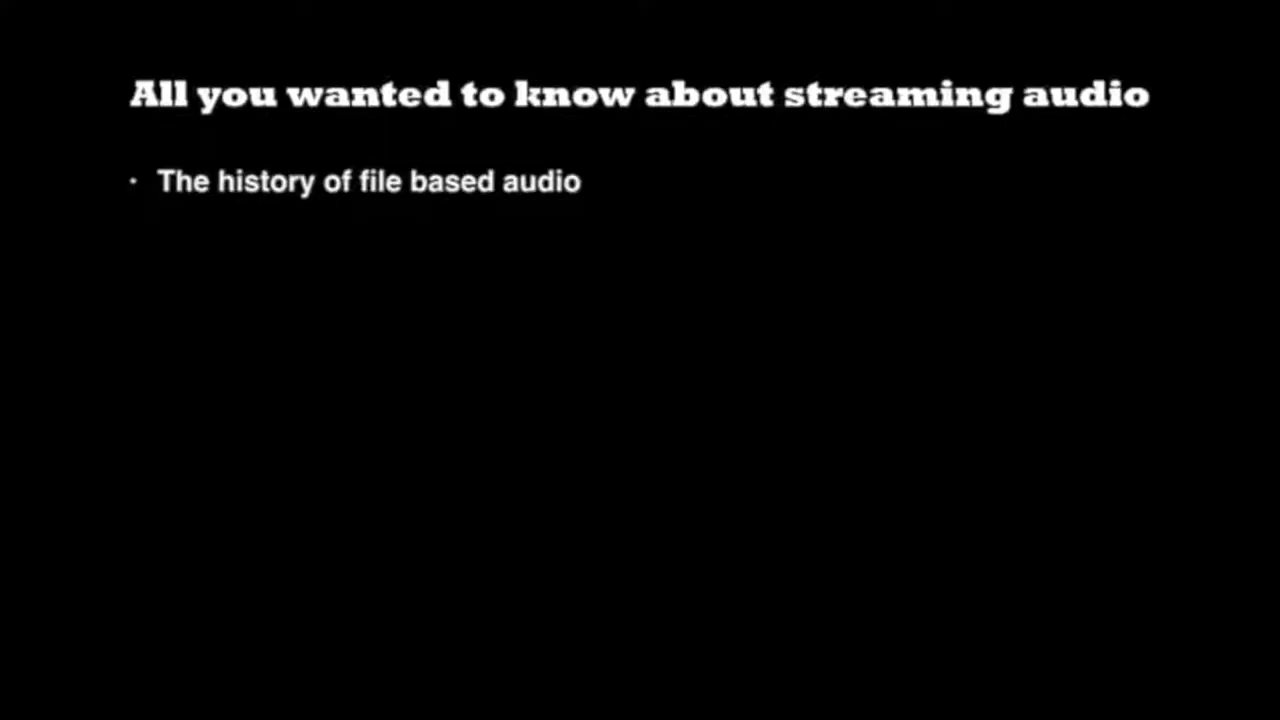 All you wanted to know about streaming audio
• The history of file based audio